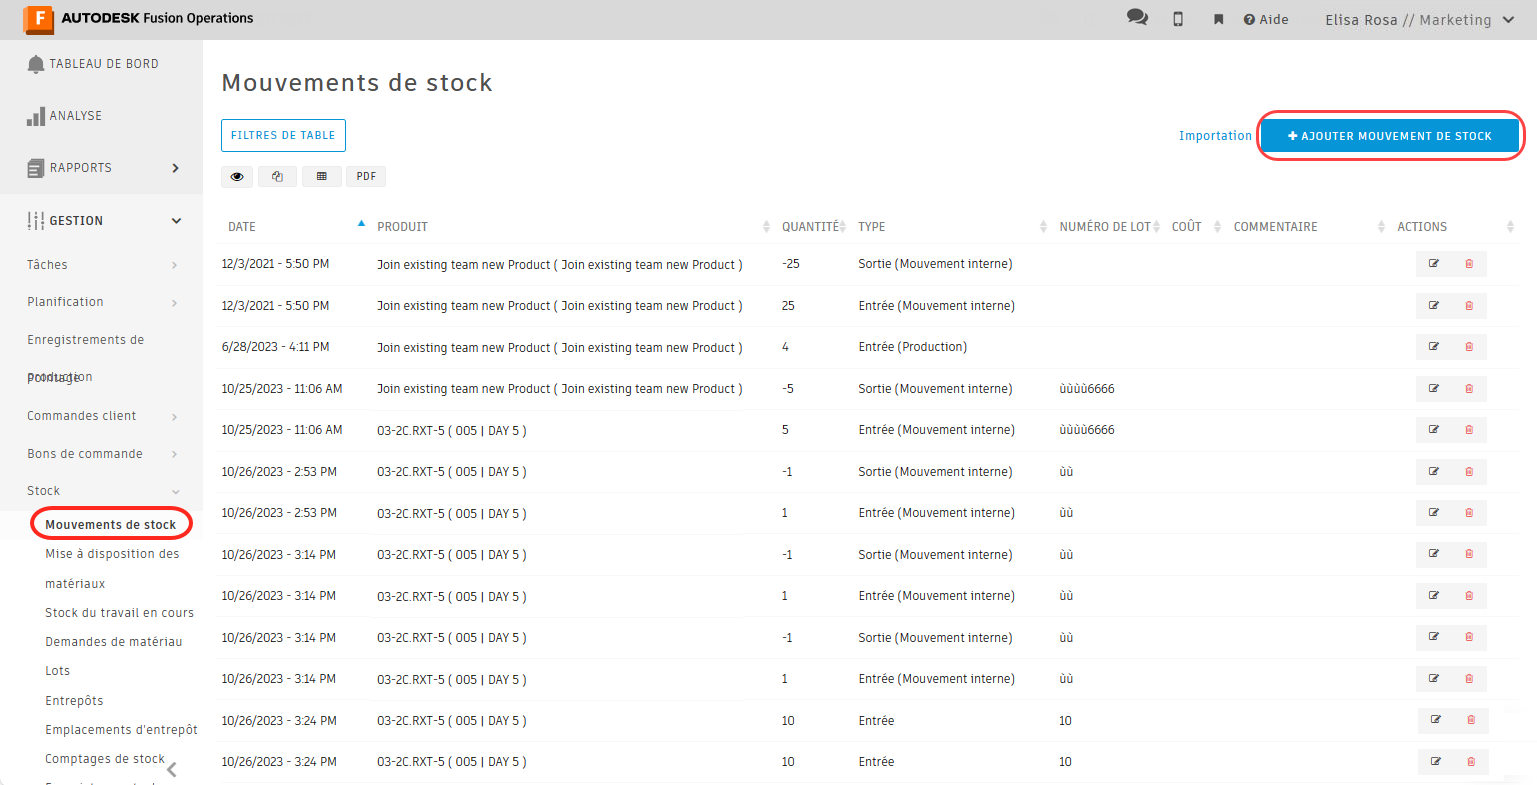 F AUTODESK Fusion Operations
Aide
Elisa Rosa // Marketing
TABLEAU DE BORD
ANALYSE
RAPPORTS
GESTION
Tâches
Planification
Enregistrements de
production
Pointage
Commandes client
Bons de commande
Stock
Mouvements de stock
Mise à disposition des
matériaux
Stock du travail en cours
Demandes de matériau
Lots
Entrepôts
Emplacements d'entrepôt
Comptages de stock
Mouvements de stock
FILTRES DE TABLE
Importation
+ AJOUTER MOUVEMENT DE STOCK
PDF
DATE PRODUIT QUANTITÉ TYPE NUMÉRO DE LOT COÛT COMMENTAIRE ACTIONS
12/3/2021 - 5:50 PM Join existing team new Product ( Join existing team new Product ) -25 Sortie (Mouvement interne)
12/3/2021 - 5:50 PM Join existing team new Product ( Join existing team new Product ) 25 Entrée (Mouvement interne)
6/28/2023 - 4:11 PM Join existing team new Product ( Join existing team new Product ) 4 Entrée (Production)
10/25/2023 - 11:06 AM Join existing team new Product ( Join existing team new Product ) -5 Sortie (Mouvement interne) ùùùù6666
10/25/2023 - 11:06 AM 03-2C.RXT-5 ( 005 | DAY 5 ) 5 Entrée (Mouvement interne) ùùùù6666
10/26/2023 - 2:53 PM 03-2C.RXT-5 ( 005 | DAY 5 ) -1 Sortie (Mouvement interne) ùù
10/26/2023 - 2:53 PM 03-2C.RXT-5 ( 005 | DAY 5 ) 1 Entrée (Mouvement interne) ùù
10/26/2023 - 3:14 PM 03-2C.RXT-5 ( 005 | DAY 5 ) -1 Sortie (Mouvement interne) ùù
10/26/2023 - 3:14 PM 03-2C.RXT-5 ( 005 | DAY 5 ) 1 Entrée (Mouvement interne) ùù
10/26/2023 - 3:14 PM 03-2C.RXT-5 ( 005 | DAY 5 ) -1 Sortie (Mouvement interne) ùù
10/26/2023 - 3:14 PM 03-2C.RXT-5 ( 005 | DAY 5 ) 1 Entrée (Mouvement interne) ùù
10/26/2023 - 3:24 PM 03-2C.RXT-5 ( 005 | DAY 5 ) 10 Entrée 10
10/26/2023 - 3:24 PM 03-2C.RXT-5 ( 005 | DAY 5 ) 10 Entrée 10